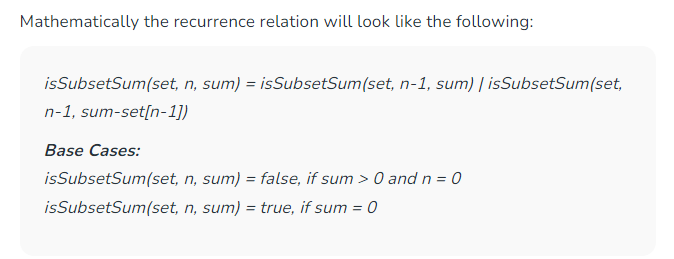 Mathematically the recurrence relation will look like the following:
isSubsetSum(set, n, sum) = isSubsetSum(set, n-1, sum) | isSubsetSum(set,
n-1, sum-set[n-1])
Base Cases:
isSubsetSum(set, n, sum) = false, if sum > 0 and n = 0
isSubsetSum(set, n, sum) = true, if sum = 0